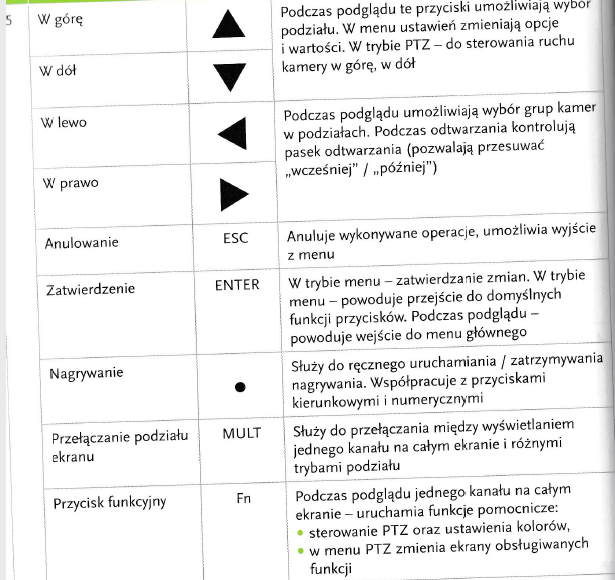 5 W górę
Podczas podglądu te przyciski umożliwiają wybór
podziału. W menu ustawień zmieniają opcje
i wartości. W trybie PTZ – do sterowania ruchu
kamery w górę, w dół
W dół
W lewo
Podczas podglądu umożliwiają wybór grup kamer
w podziałach. Podczas odtwarzania kontrolują
pasek odtwarzania (pozwalają przesuwać
„wcześniej” / „później”)
W prawo
Anulowanie ESC Anuluje wykonywane operacje, umożliwia wyjście
z menu
Zatwierdzenie ENTER W trybie menu – zatwierdzanie zmian. W trybie
menu – powoduje przejście do domyślnych
funkcji przycisków. Podczas podglądu –
powoduje wejście do menu głównego
Nagrywanie ● Służy do ręcznego uruchamiania / zatrzymywania
nagrywania. Współpracuje z przyciskami
kierunkowymi i numerycznymi
Przełączanie podziału
ekranu
MULT Służy do przełączania między wyświetlaniem
jednego kanału na całym ekranie i różnymi
trybami podziału
Przycisk funkcyjny Fn Podczas podglądu jednego kanału na całym
ekranie – uruchamia funkcje pomocnicze:
• sterowanie PTZ oraz ustawienia kolorów,
• w menu PTZ zmienia ekrany obsługiwanych
funkcji